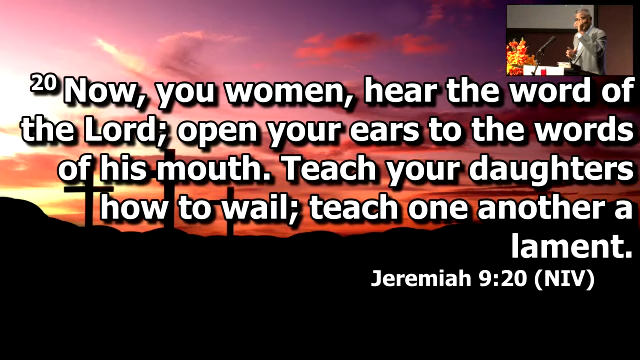 20 Now, you women, hear the word of
the Lord; open your ears to the words
of his mouth. Teach your daughters
how to wail; teach one another a
lament.
Jeremiah 9:20 (NIV)